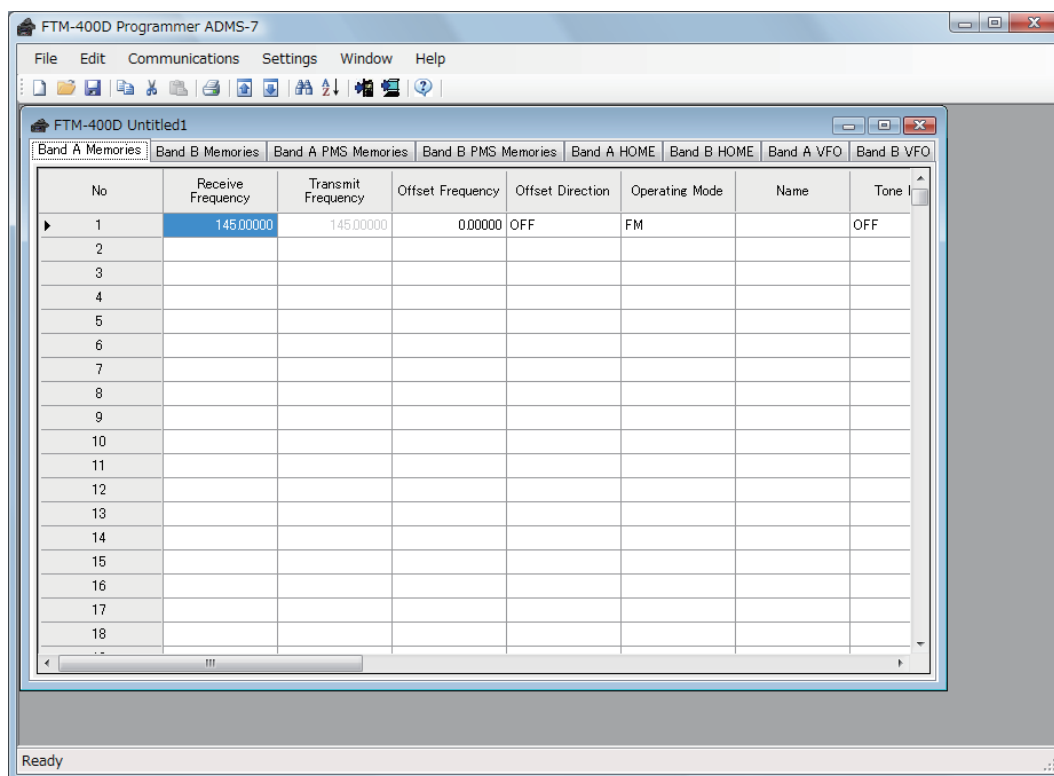 FTM-400D Programmer ADMS-7
File Edit Communications Settings Window Help
FTM-400D Untitled1
Band A Memories Band B Memories Band A PMS Memories Band B PMS Memories Band A HOME Band B HOME Band A VFO Band B VFO
No Receive Frequency Transmit Frequency Offset Frequency Offset Direction Operating Mode Name Tone
1 145.00000 145.00000 0.00000 OFF FM OFF
2
3
4
5
6
7
8
9
10
11
12
13
14
15
16
17
18
Ready